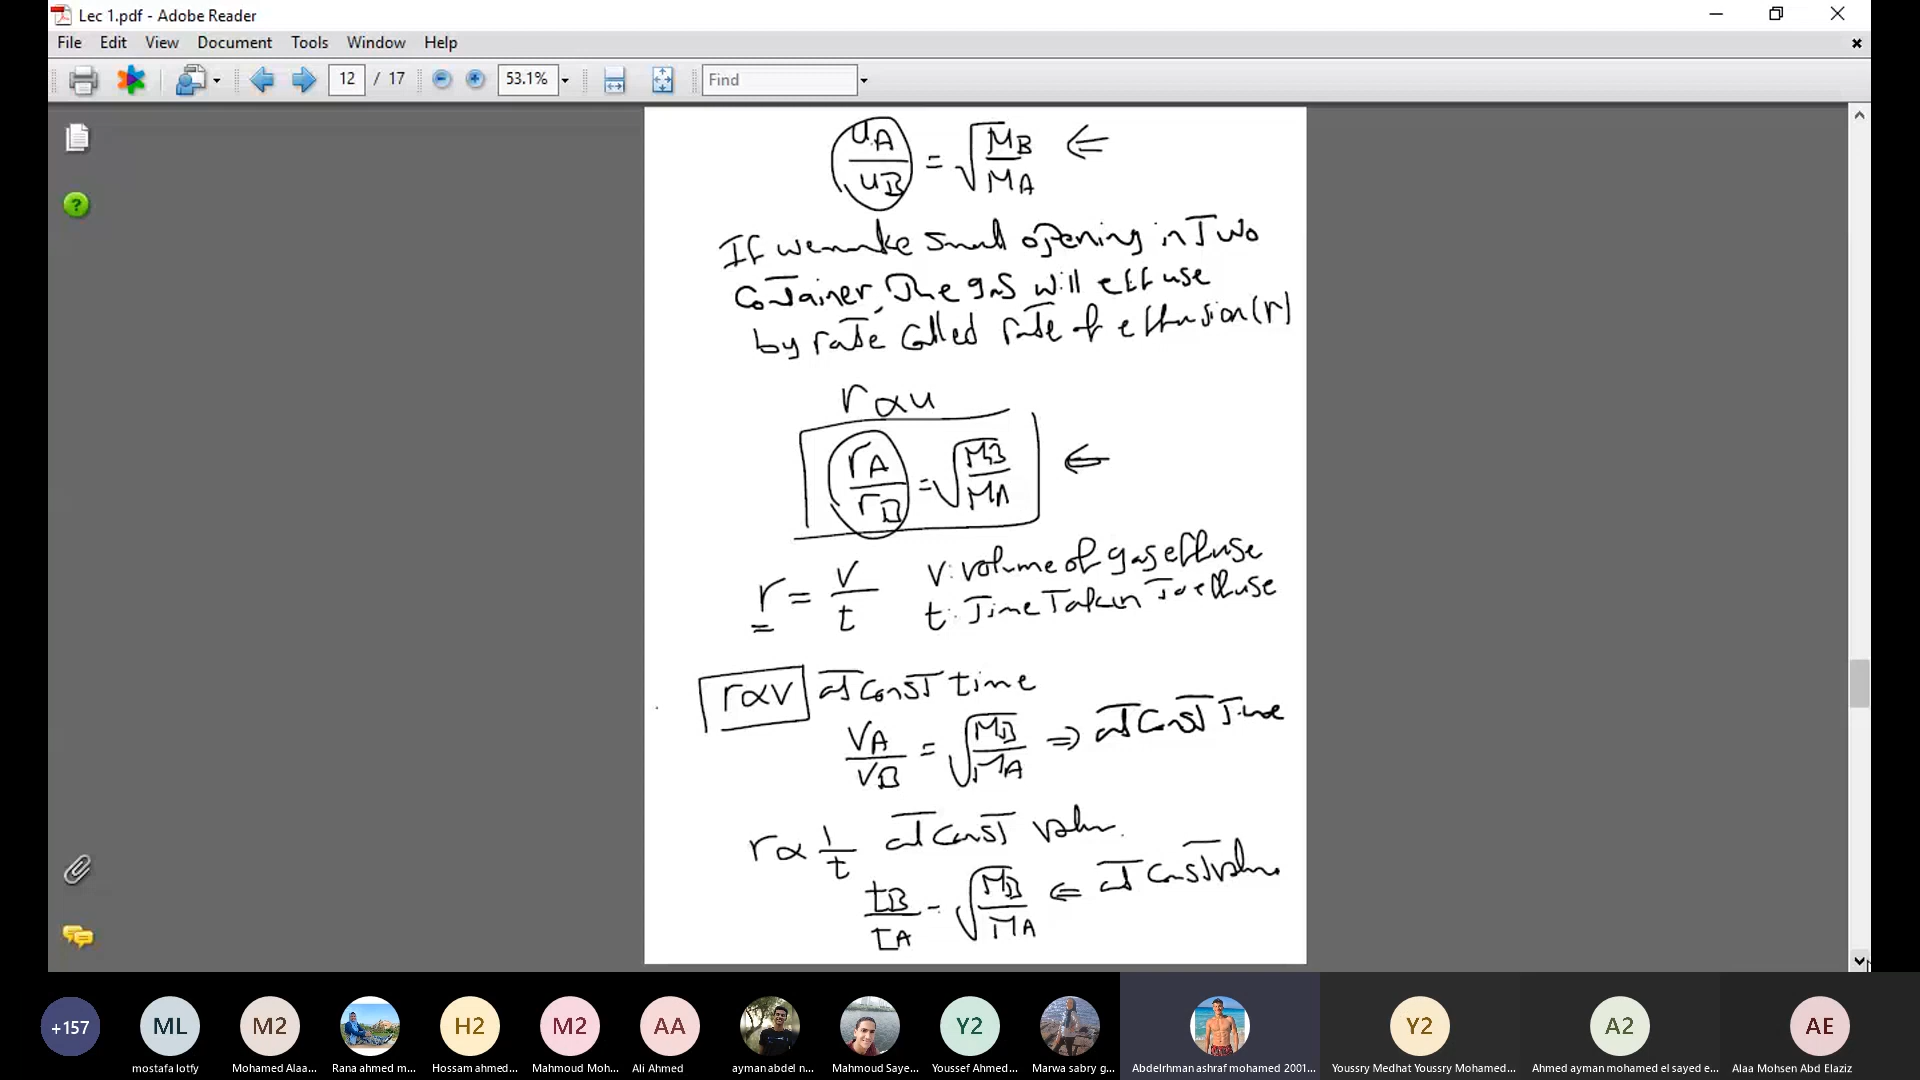 Lec 1.pdf - Adobe Reader
File Edit View Document Tools Window Help
12 / 17 53.1% Find
uA/uB = √(MB/MA) ⇐
If we make small opening in Two
Container, The gas will effuse
by rate called rate of effusion (r)
r α u
rA/rB = √(MB/MA) ⇐
r = V/t V: volume of gas effuse
t: Time Taken To effuse
r α V at const time
VA/VB = √(MB/MA) ⇒ at Const Time
r α 1/t at const volum.
tB/tA = √(MB/MA) ⇐ at Const volum.
+157 ML M2 H2 M2 AA Y2 Y2 A2 AE
mostafa lotfy Mohamed Alaa... Rana ahmed m... Hossam ahmed... Mahmoud Moh... Ali Ahmed ayman abdel n... Mahmoud Saye... Youssef Ahmed... Marwa sabry g... Abdelrhman ashraf mohamed 2001... Youssry Medhat Youssry Mohamed... Ahmed ayman mohamed el sayed e... Alaa Mohsen Abd Elaziz